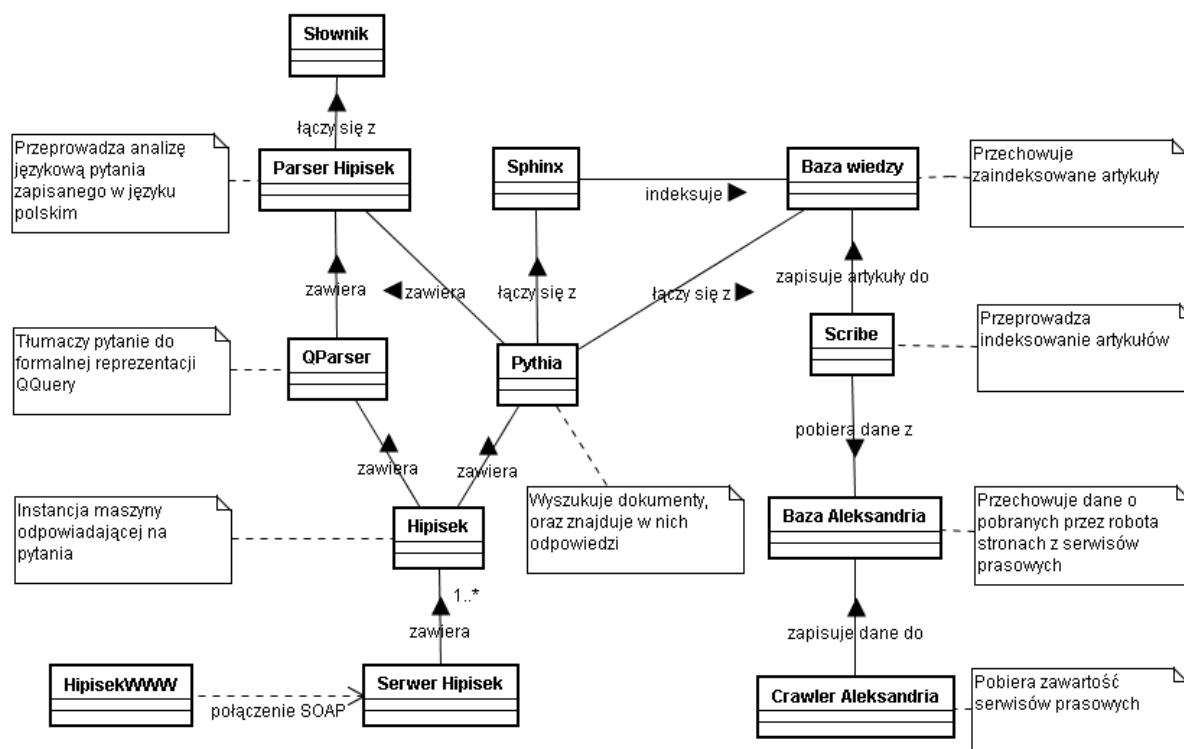 Słownik
łączy się z
Przeprowadza analizę
językową pytania
zapisanego w języku
polskim
Parser Hipisek
Sphinx
indeksuje
Baza wiedzy
Przechowuje
zaindeksowane artykuły
zawiera
zawiera
łączy się z
łączy się z
zapisuje artykuły do
Tłumaczy pytanie do
formalnej reprezentacji
QQuery
QParser
Pythia
Scribe
Przeprowadza
indeksowanie artykułów
zawiera
zawiera
pobiera dane z
Instancja maszyny
odpowiadającej na
pytania
Hipisek
Wyszukuje dokumenty,
oraz znajduje w nich
odpowiedzi
Baza Aleksandria
Przechowuje dane o
pobranych przez robota
stronach z serwisów
prasowych
1..*
zawiera
zapisuje dane do
HipisekWWW
połączenie SOAP
Serwer Hipisek
Crawler Aleksandria
Pobiera zawartość
serwisów prasowych